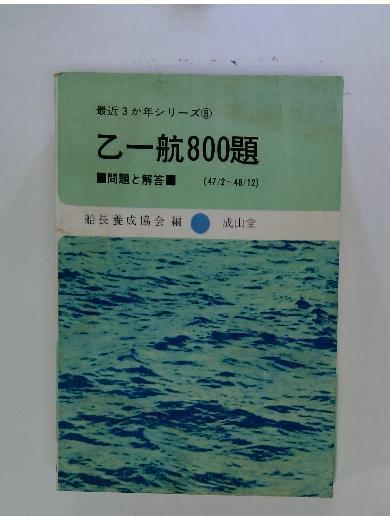 最近3か年シリーズ⑧
乙一航800題
■問題と解答■ (47/2~48/12)
船長養成協会 編 成山堂